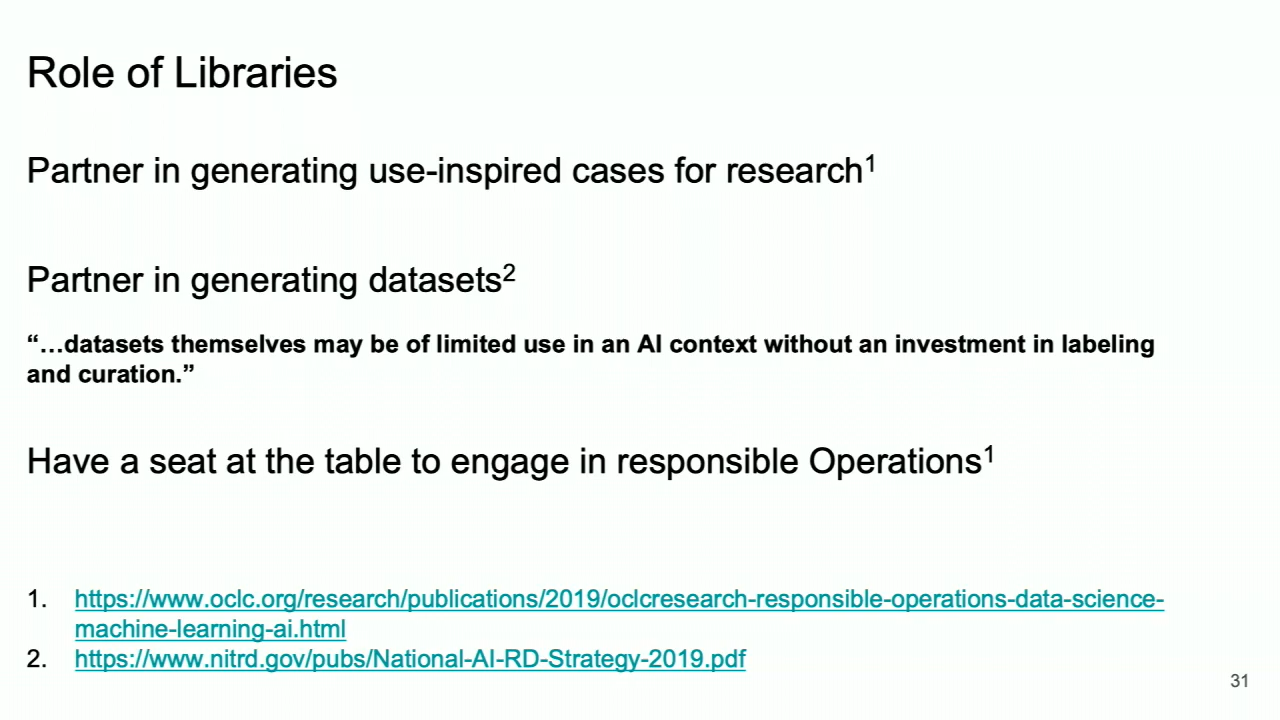 Role of Libraries
Partner in generating use-inspired cases for research1
Partner in generating datasets2
“…datasets themselves may be of limited use in an AI context without an investment in labeling
and curation.”
Have a seat at the table to engage in responsible Operations1
1. https://www.oclc.org/research/publications/2019/oclcresearch-responsible-operations-data-science-
machine-learning-ai.html
2. https://www.nitrd.gov/pubs/National-AI-RD-Strategy-2019.pdf
31